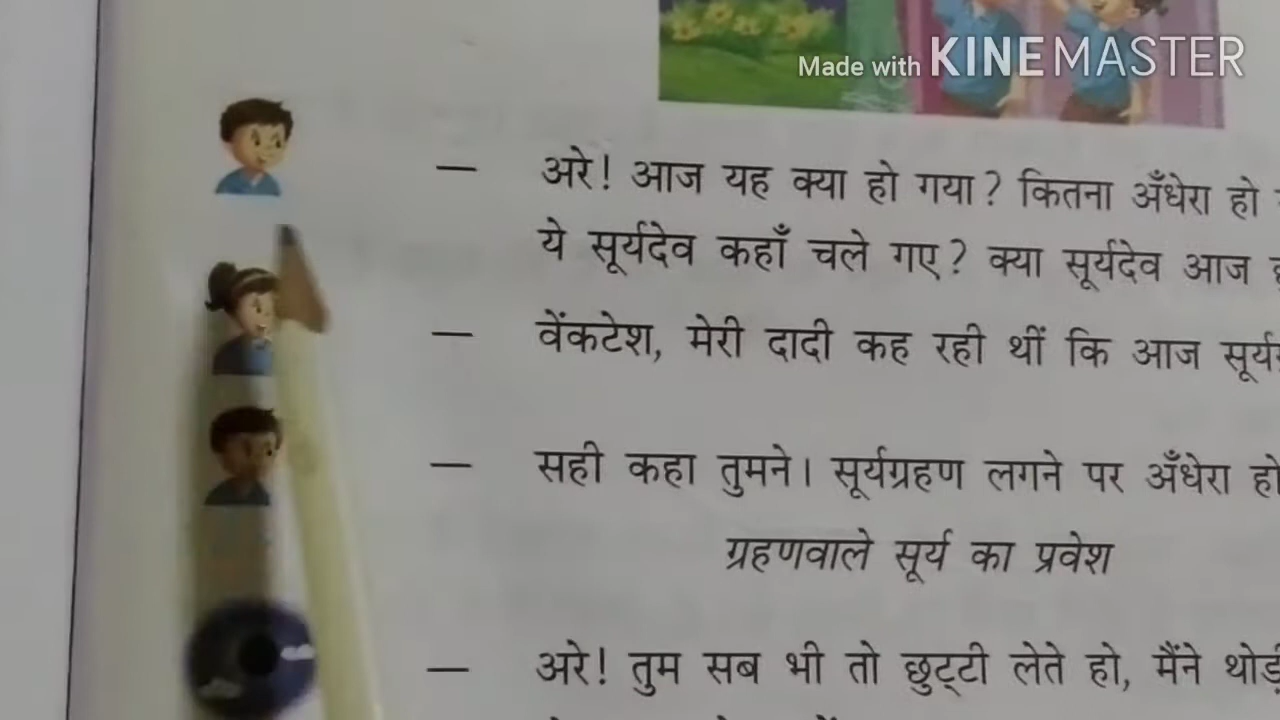 Made with KINEMASTER
— अरे! आज यह क्या हो गया? कितना अँधेरा हो
ये सूर्यदेव कहाँ चले गए? क्या सूर्यदेव आज
— वेंकटेश, मेरी दादी कह रही थीं कि आज
— सही कहा तुमने। सूर्यग्रहण लगने पर अँधेरा हो
ग्रहणवाले सूर्य का प्रवेश
— अरे! तुम सब भी तो छुट्टी लेते हो, मैंने